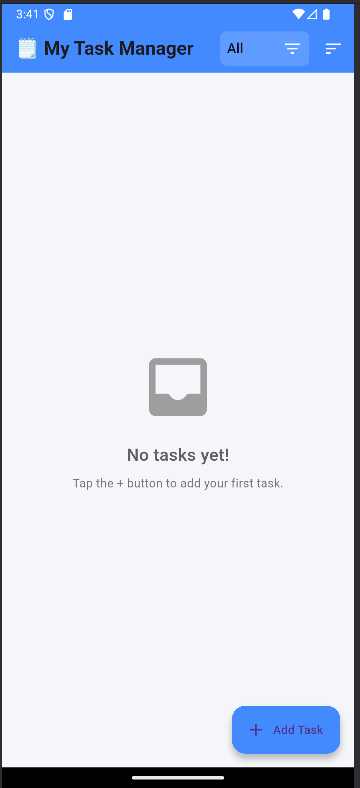 3:41
My Task Manager
All
No tasks yet!
Tap the + button to add your first task.
+ Add Task